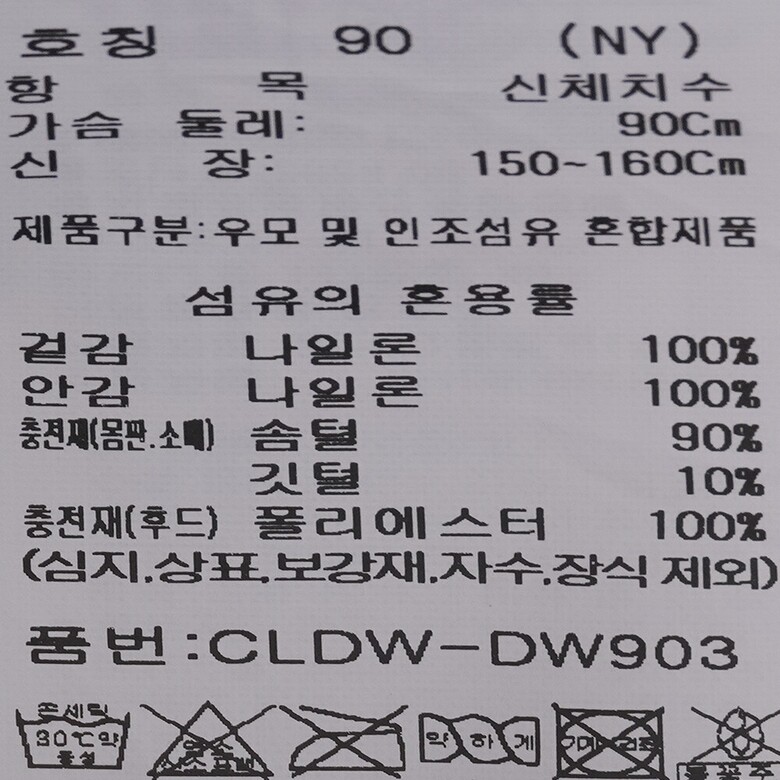 호칭 90 (NY)
항 목 신체치수
가슴 둘레: 90Cm
신 장: 150~160Cm
제품구분:우모 및 인조섬유 혼합제품
섬유의 혼용률
겉감 나일론 100%
안감 나일론 100%
충전재(몸판.소매) 솜털 90%
깃털 10%
충전재(후드) 폴리에스터 100%
(심지.상표.보강재.자수.장식 제외)
품번:CLDW-DW903
손세탁
30℃약
중성
약하게